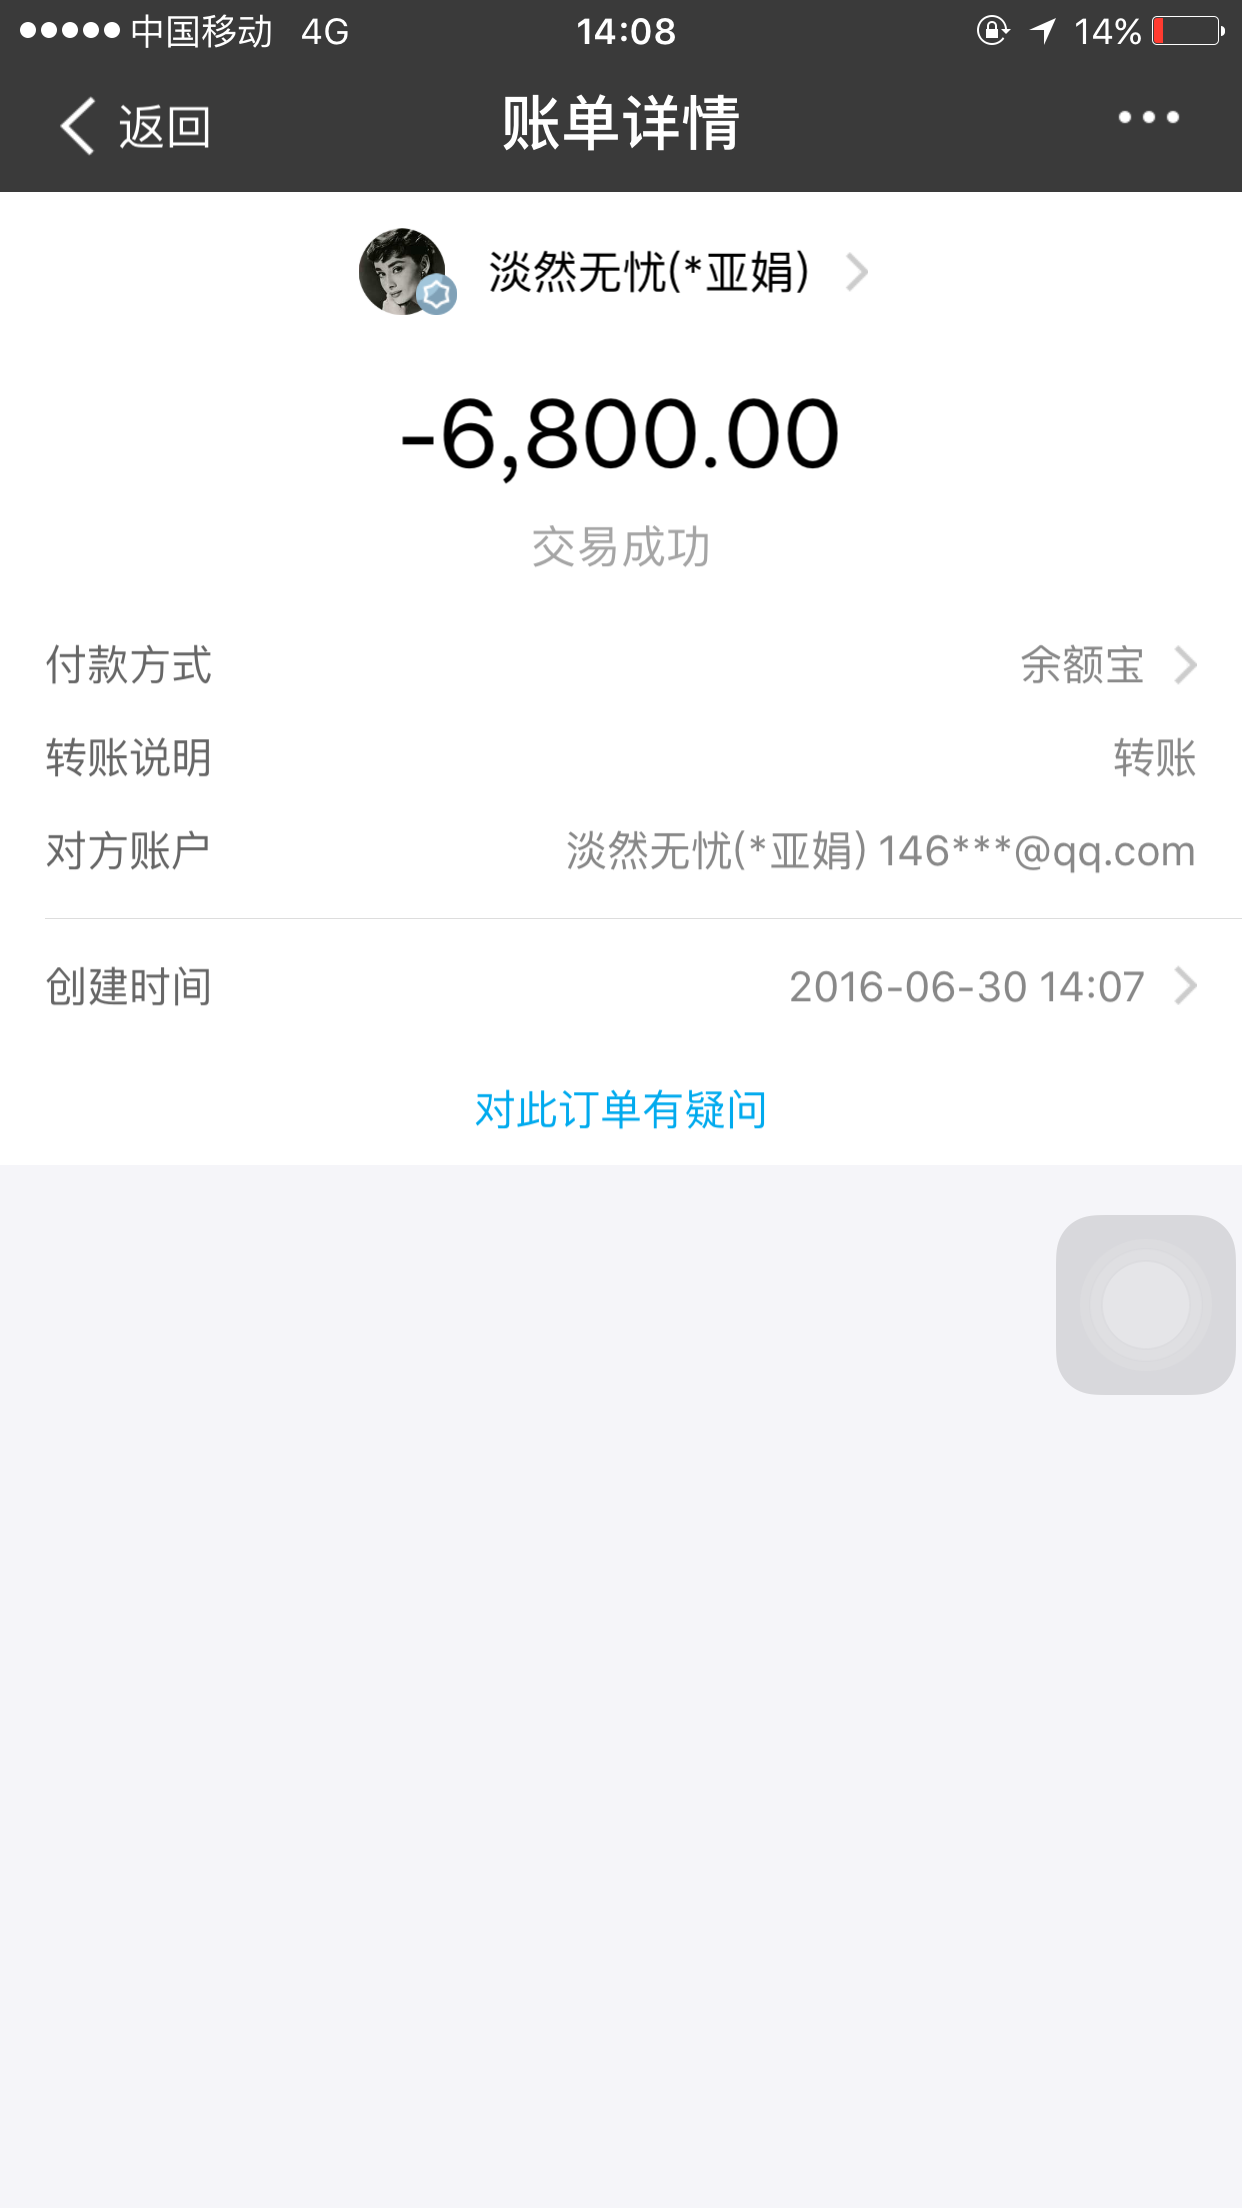 中国移动 4G 14:08 14%
返回 账单详情
淡然无忧(*亚娟)
-6,800.00
交易成功
付款方式 余额宝
转账说明 转账
对方账户 淡然无忧(*亚娟) 146***@qq.com
创建时间 2016-06-30 14:07
对此订单有疑问